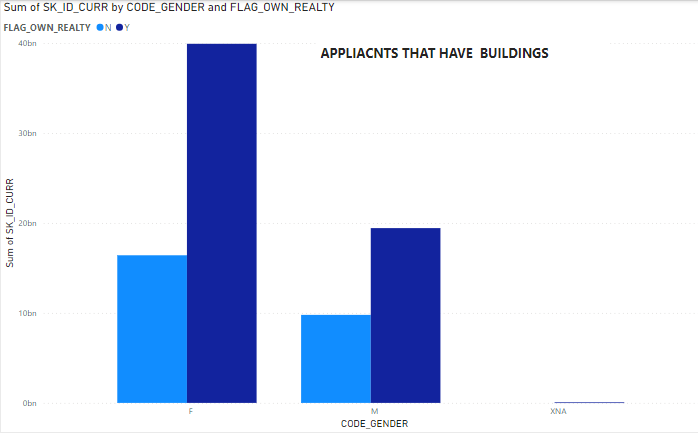 Sum of SK_ID_CURR by CODE_GENDER and FLAG_OWN_REALTY
FLAG_OWN_REALTY N Y
APPLIACNTS THAT HAVE BUILDINGS
40bn
30bn
20bn
10bn
0bn
Sum of SK_ID_CURR
F M XNA
CODE_GENDER